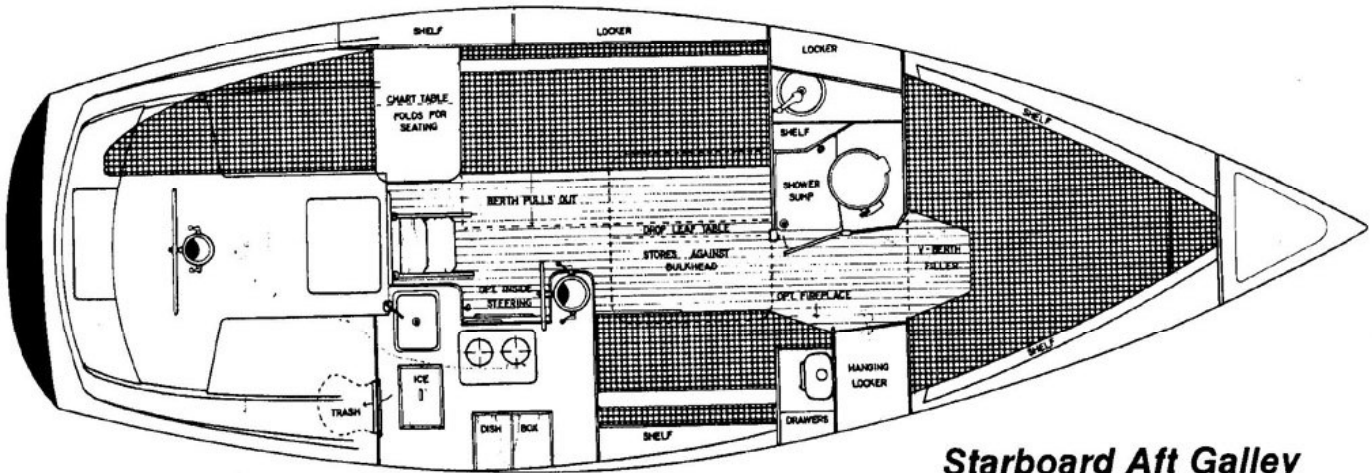 SHELF
LOCKER
LOCKER
CHART TABLE
FOLDS FOR
SEATING
SHELF
SHELF
SHOWER
SUMP
BERTH PULLS OUT
DROP LEAF TABLE
STORES AGAINST
BULKHEAD
V-BERTH
FILLER
OPT. INSIDE
STEERING
OPT. FIREPLACE
SHELF
HANGING
LOCKER
ICE
TRASH
DISH BOX
DRAWERS
SHELF
Starboard Aft Galley